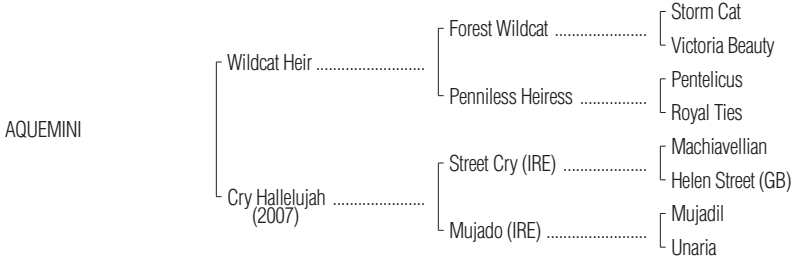 Storm Cat
Forest Wildcat ......................
Victoria Beauty
Wildcat Heir ..........................
Pentelicus
Penniless Heiress ................
Royal Ties
AQUEMINI
Machiavellian
Street Cry (IRE) ....................
Helen Street (GB)
Cry Hallelujah ......................
(2007)
Mujadil
Mujado (IRE) ........................
Unaria